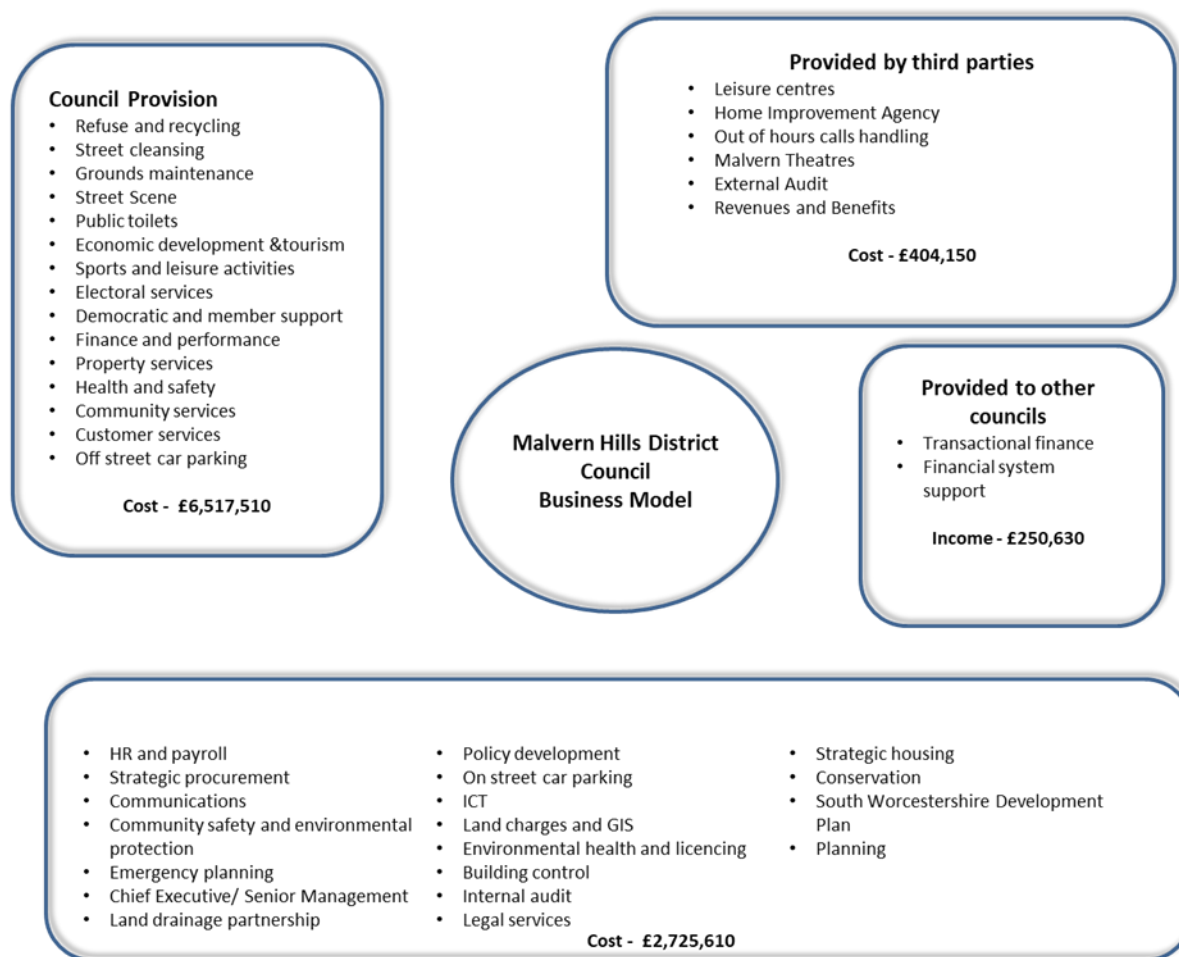 Council Provision
• Refuse and recycling
• Street cleansing
• Grounds maintenance
• Street Scene
• Public toilets
• Economic development &tourism
• Sports and leisure activities
• Electoral services
• Democratic and member support
• Finance and performance
• Property services
• Health and safety
• Community services
• Customer services
• Off street car parking
Cost - £6,517,510
Provided by third parties
• Leisure centres
• Home Improvement Agency
• Out of hours calls handling
• Malvern Theatres
• External Audit
• Revenues and Benefits
Cost - £404,150
Malvern Hills District
Council
Business Model
Provided to other
councils
• Transactional finance
• Financial system
support
Income - £250,630
• HR and payroll
• Strategic procurement
• Communications
• Community safety and environmental
protection
• Emergency planning
• Chief Executive/ Senior Management
• Land drainage partnership
• Policy development
• On street car parking
• ICT
• Land charges and GIS
• Environmental health and licencing
• Building control
• Internal audit
• Legal services
• Strategic housing
• Conservation
• South Worcestershire Development
Plan
• Planning
Cost - £2,725,610